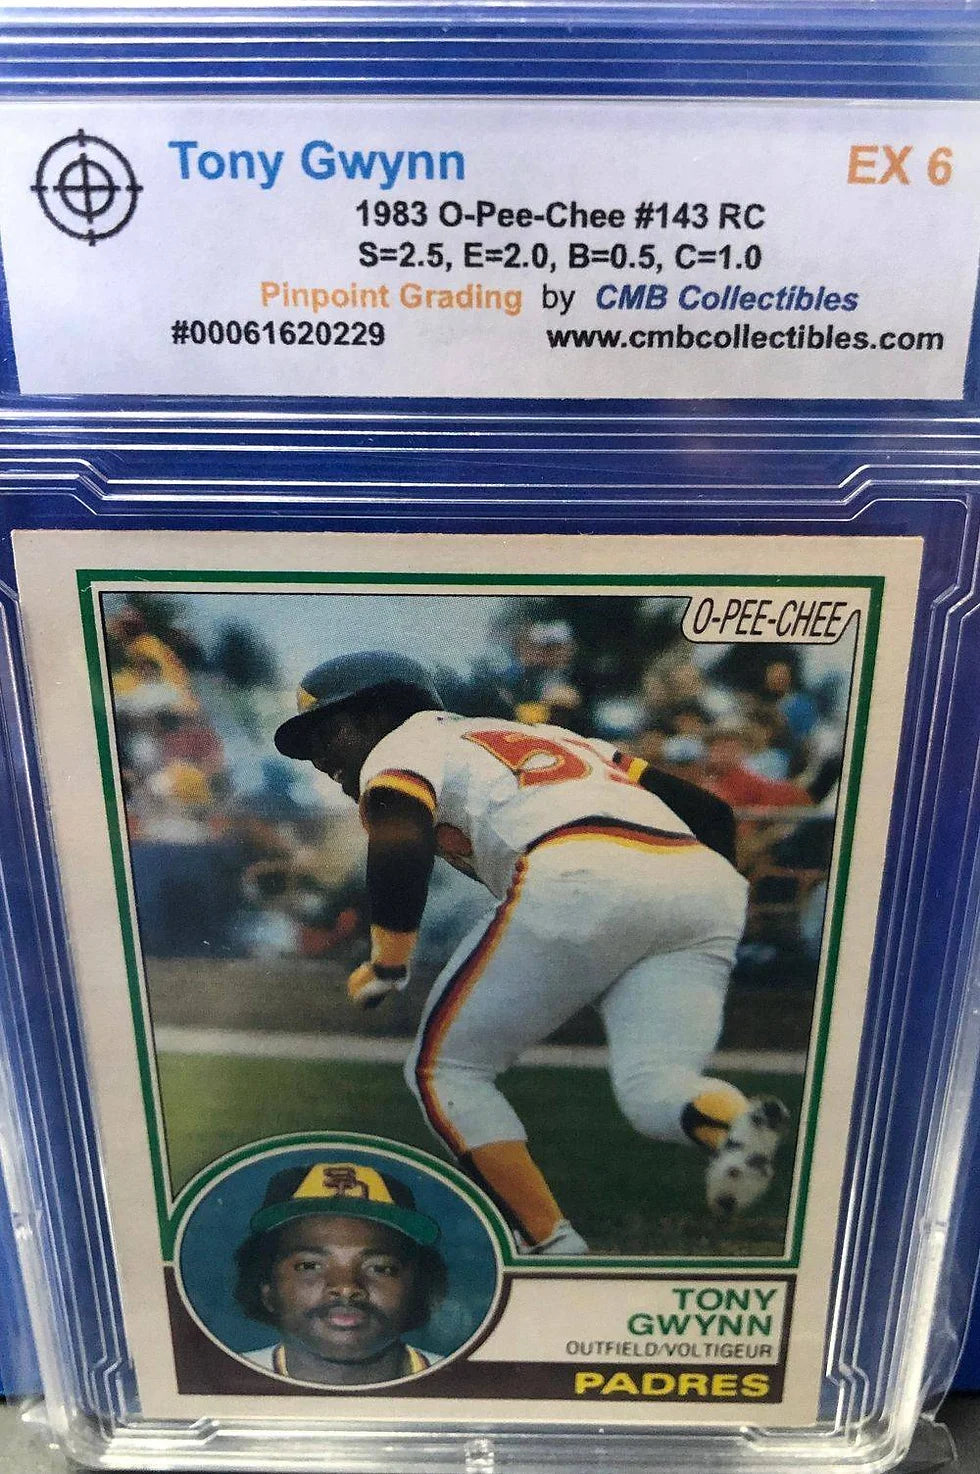 Tony Gwynn EX 6
1983 O-Pee-Chee #143 RC
S=2.5, E=2.0, B=0.5, C=1.0
Pinpoint Grading by CMB Collectibles
#00061620229 www.cmbcollectibles.com
O-PEE-CHEE
SD
TONY
GWYNN
OUTFIELD/VOLTIGEUR
PADRES